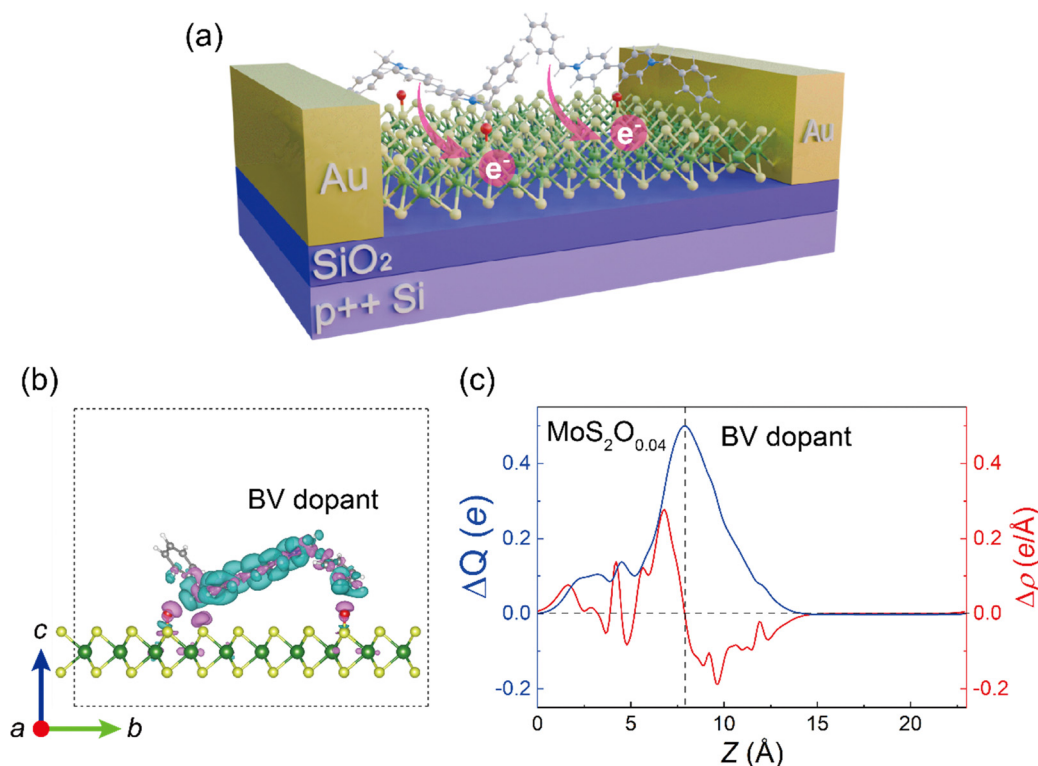 (a)
e⁻
e⁻
Au
Au
SiO₂
p++ Si
(b)
BV dopant
c
a
b
(c)
MoS₂O₀.₀₄
BV dopant
ΔQ (e)
0.4
0.2
0.0
-0.2
0.4
0.2
0.0
-0.2
Δρ (e/Å)
0
5
10
15
20
Z (Å)